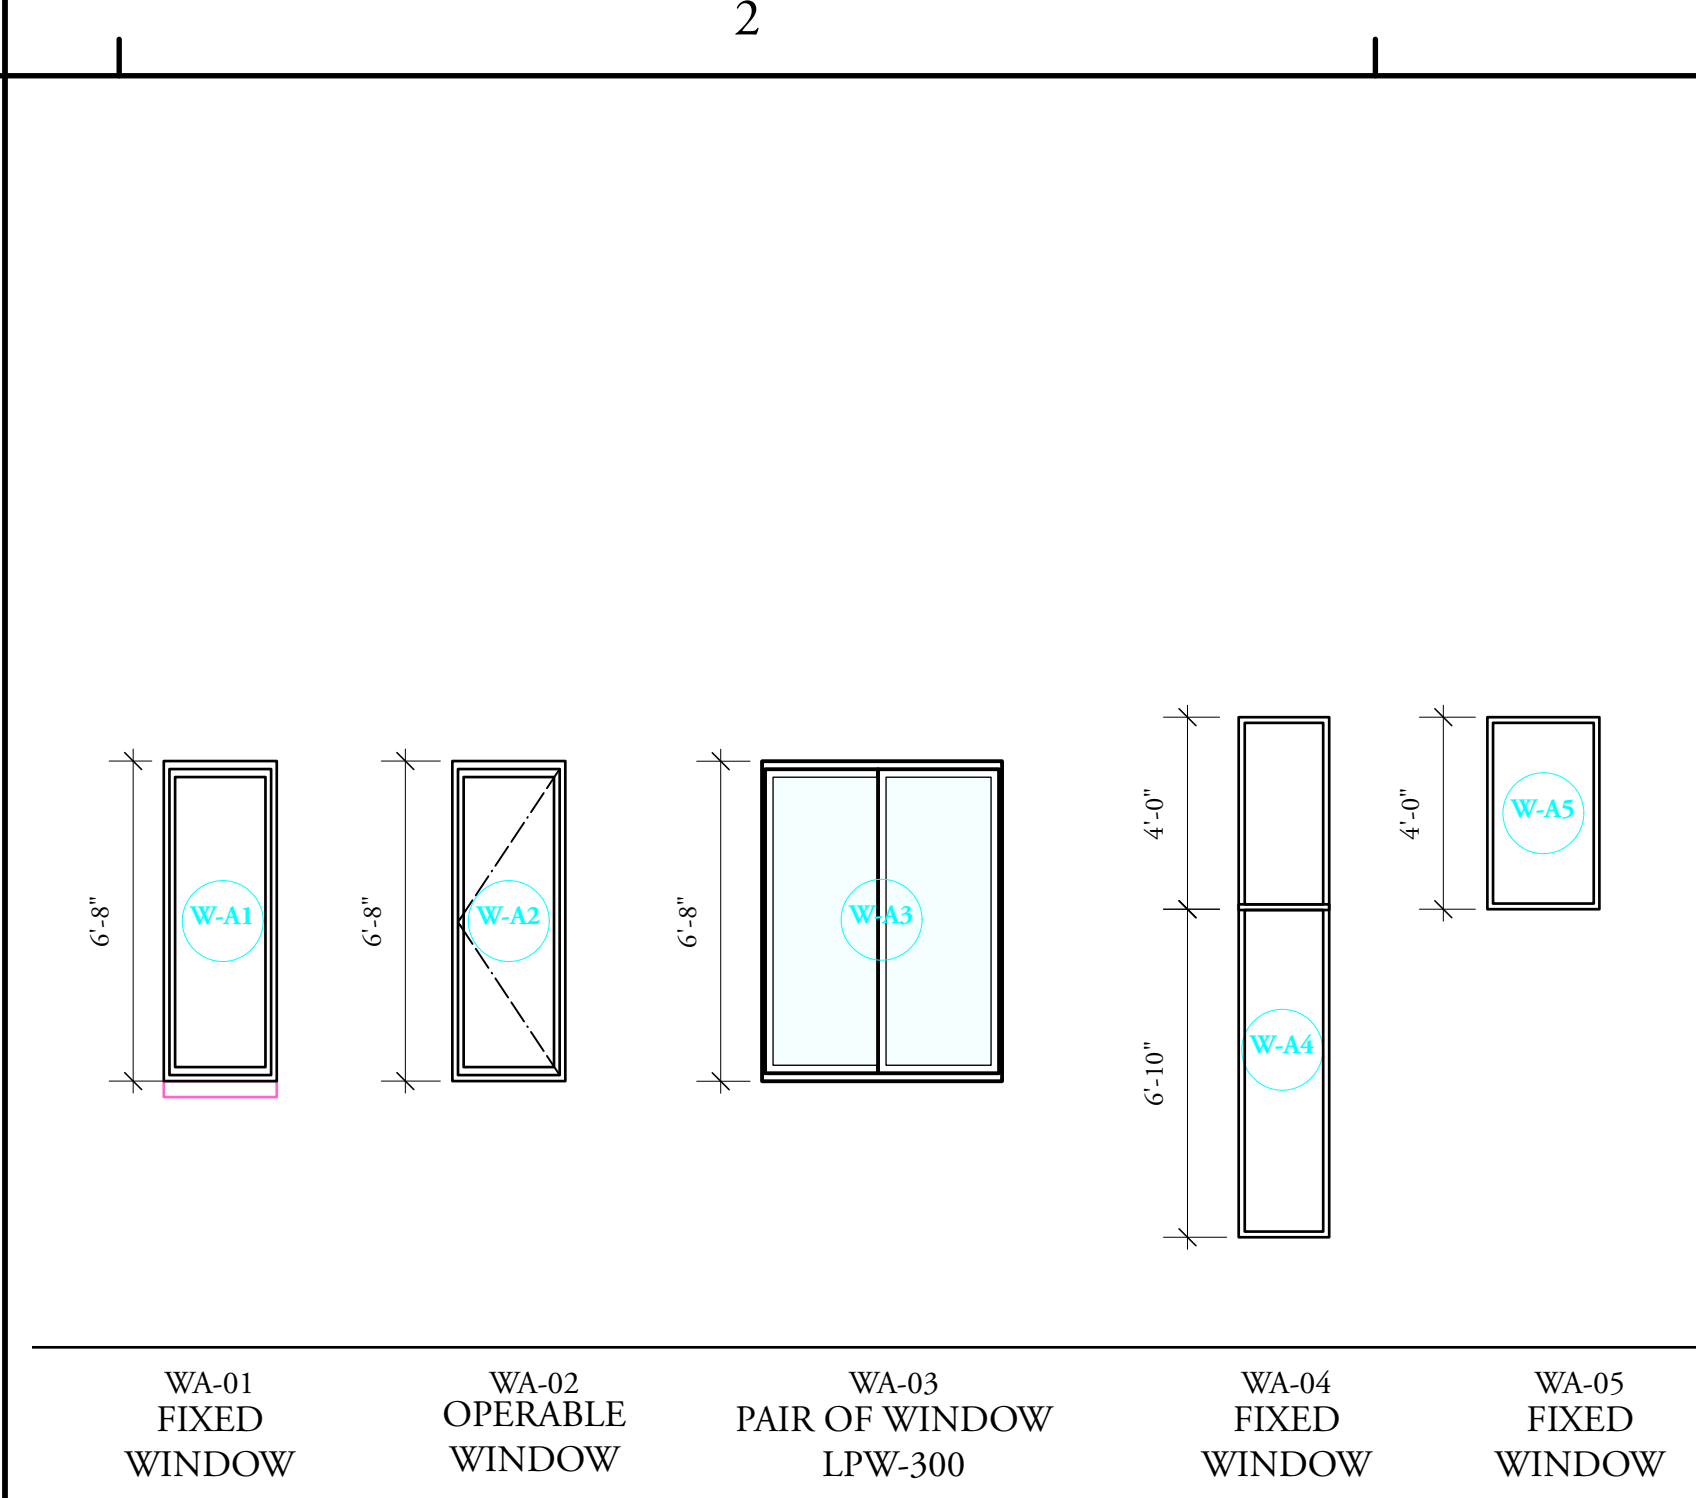 2
6'-8"
W-A1
6'-8"
W-A2
6'-8"
W-A3
4'-0"
6'-10"
W-A4
4'-0"
W-A5
WA-01
FIXED
WINDOW
WA-02
OPERABLE
WINDOW
WA-03
PAIR OF WINDOW
LPW-300
WA-04
FIXED
WINDOW
WA-05
FIXED
WINDOW